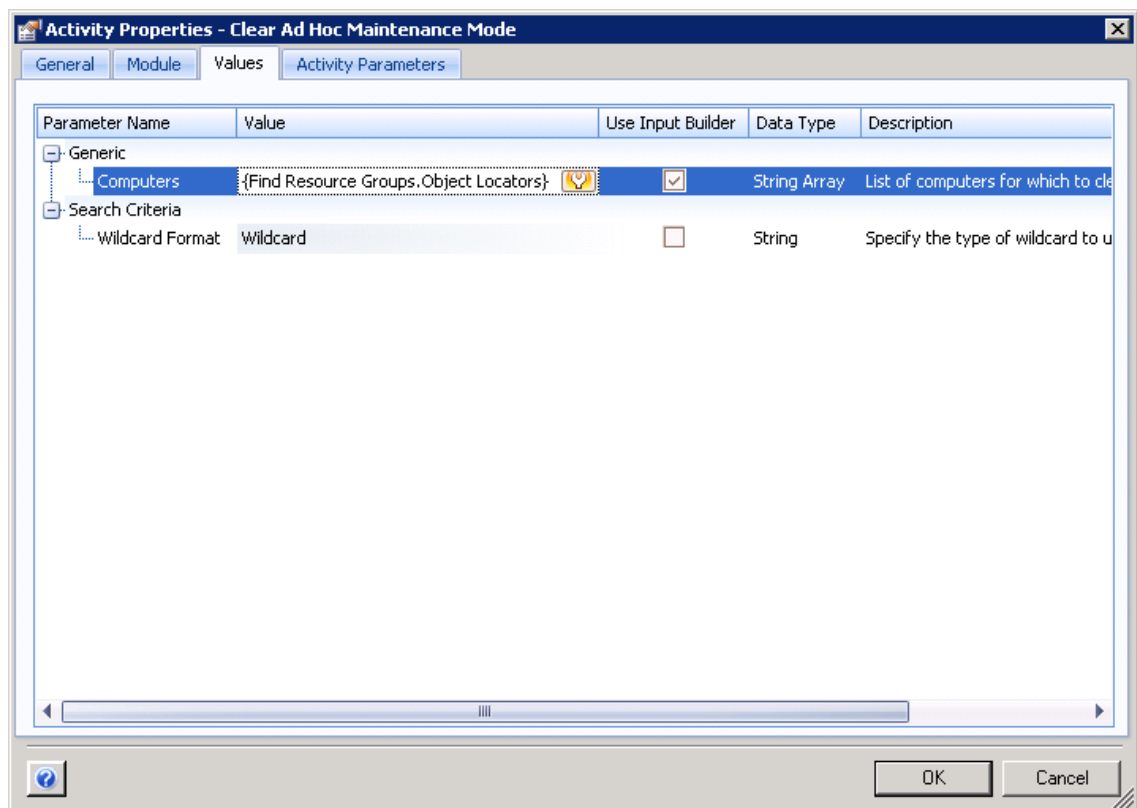 Activity Properties - Clear Ad Hoc Maintenance Mode
General Module Values Activity Parameters
Parameter Name Value Use Input Builder Data Type Description
Generic
Computers {Find Resource Groups.Object Locators} String Array List of computers for which to cle
Search Criteria
Wildcard Format Wildcard String Specify the type of wildcard to u
OK Cancel